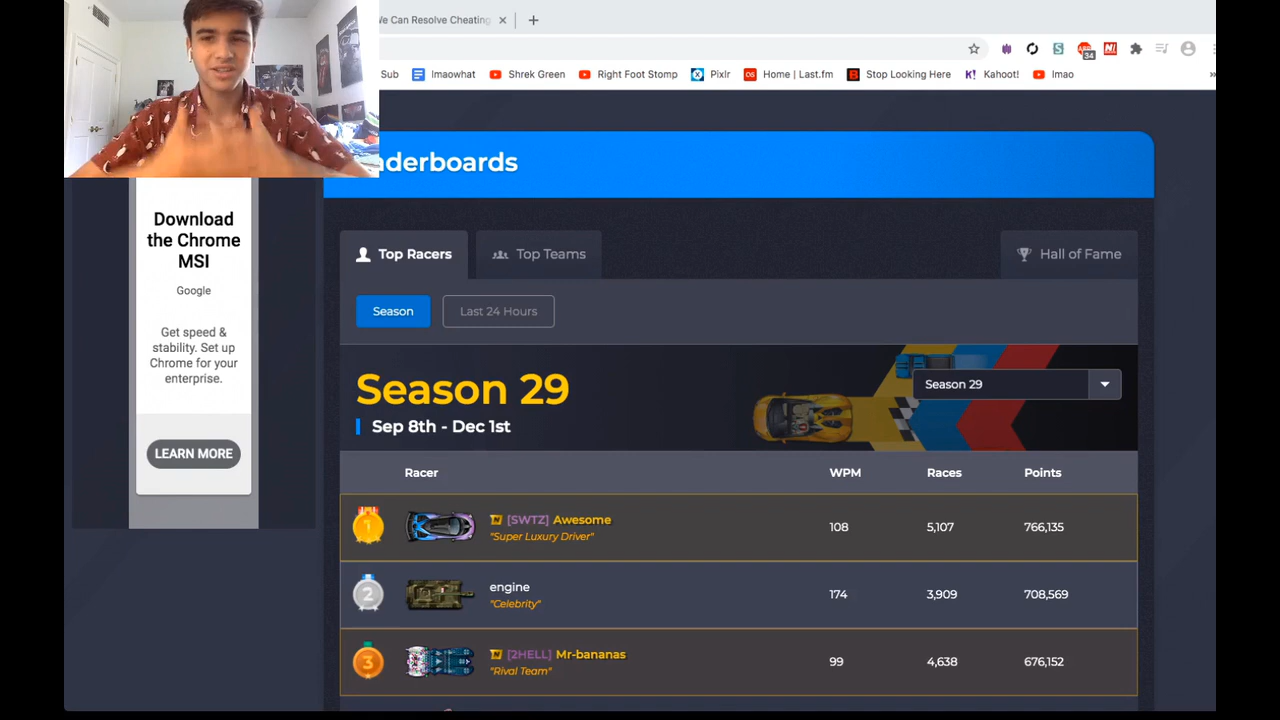 We Can Resolve Cheating
Sub
lmaowhat
Shrek Green
Right Foot Stomp
Pixlr
Home | Last.fm
Stop Looking Here
K! Kahoot!
lmao
»
34
aderboards
Download
the Chrome
MSI
Google
Get speed &
stability. Set up
Chrome for your
enterprise.
LEARN MORE
Top Racers
Top Teams
Hall of Fame
Season
Last 24 Hours
Season 29
Sep 8th - Dec 1st
Season 29
Racer WPM Races Points
1 [SWTZ] Awesome 108 5,107 766,135
"Super Luxury Driver"
2 engine 174 3,909 708,569
"Celebrity"
3 [2HELL] Mr-bananas 99 4,638 676,152
"Rival Team"